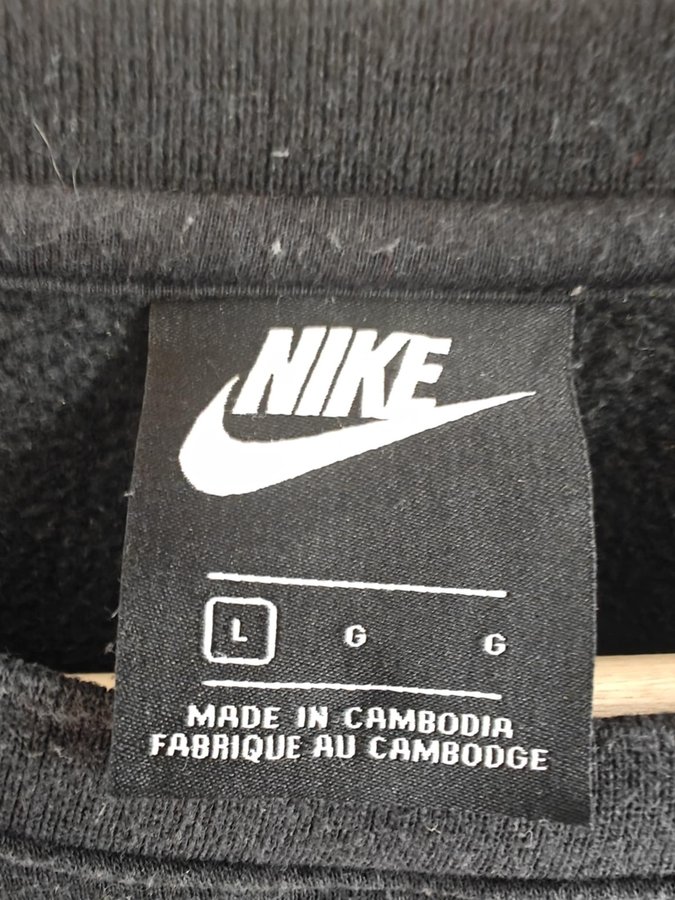 NIKE
L G G
MADE IN CAMBODIA
FABRIQUE AU CAMBODGE